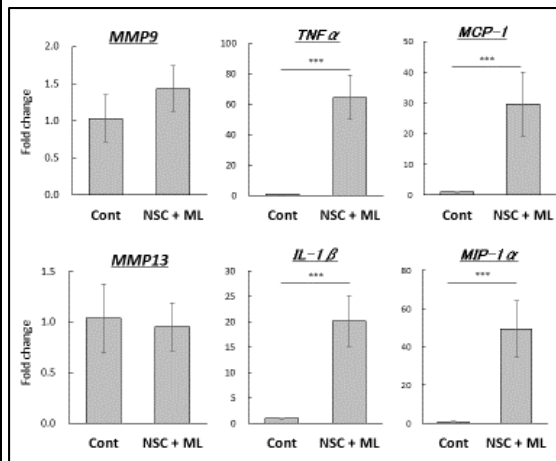 MMP9
TNFα
MCP-1
Fold change
2.0
1.5
1.0
0.5
0.0
Cont
NSC + ML
100
80
60
40
20
0
***
Cont
NSC + ML
50
40
30
20
10
0
***
Cont
NSC + ML
MMP13
IL-1β
MIP-1α
Fold change
1.5
1.0
0.5
0.0
Cont
NSC + ML
30
25
20
15
10
5
0
***
Cont
NSC + ML
80
60
40
20
0
***
Cont
NSC + ML